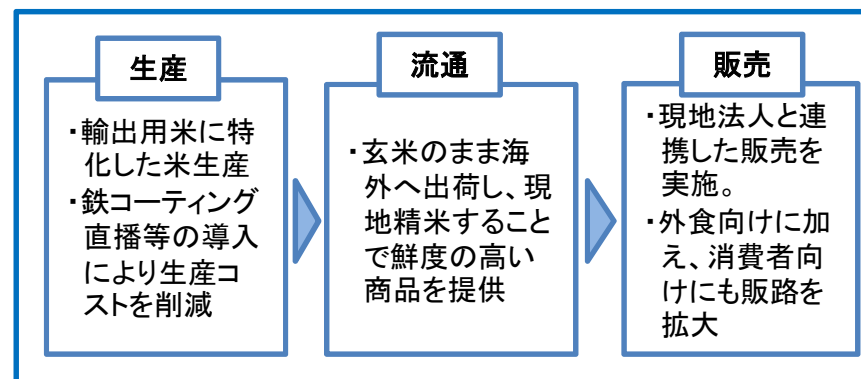 生産
・輸出用米に特
化した米生産
・鉄コーティング
直播等の導入
により生産コ
ストを削減
流通
・玄米のまま海
外へ出荷し、現
地精米すること
で鮮度の高い
商品を提供
販売
・現地法人と連
携した販売を
実施。
・外食向けに加
え、消費者向
けにも販路を
拡大